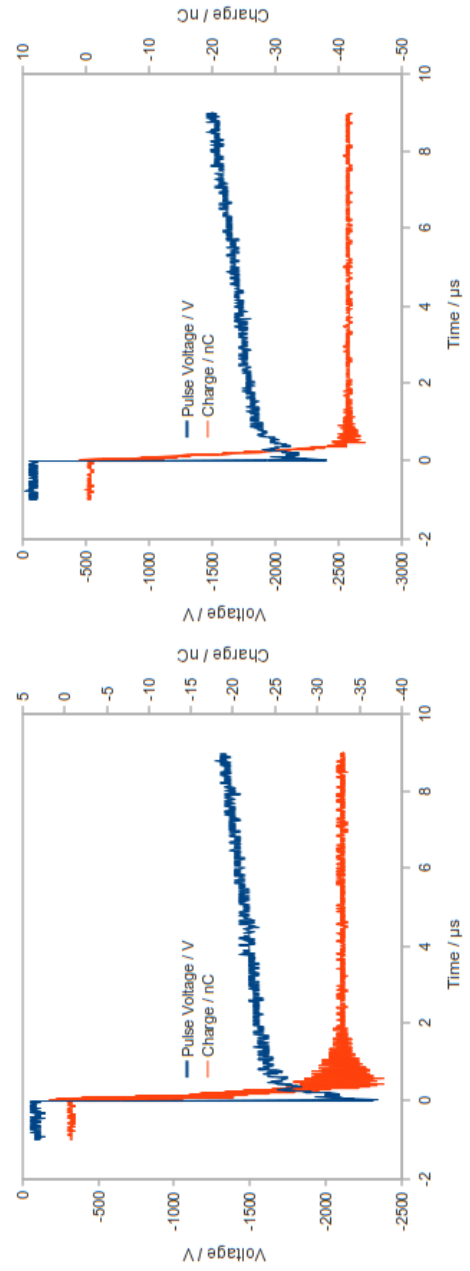 Voltage / V
0
-500
-1000
-1500
-2000
-2500
Pulse Voltage / V
Charge / nC
5
0
-5
-10
-15
-20
-25
-30
-35
-40
Charge / nC
-2 0 2 4 6 8 10
Time / µs
Voltage / V
0
-500
-1000
-1500
-2000
-2500
-3000
Pulse Voltage / V
Charge / nC
10
0
-10
-20
-30
-40
-50
Charge / nC
-2 0 2 4 6 8 10
Time / µs